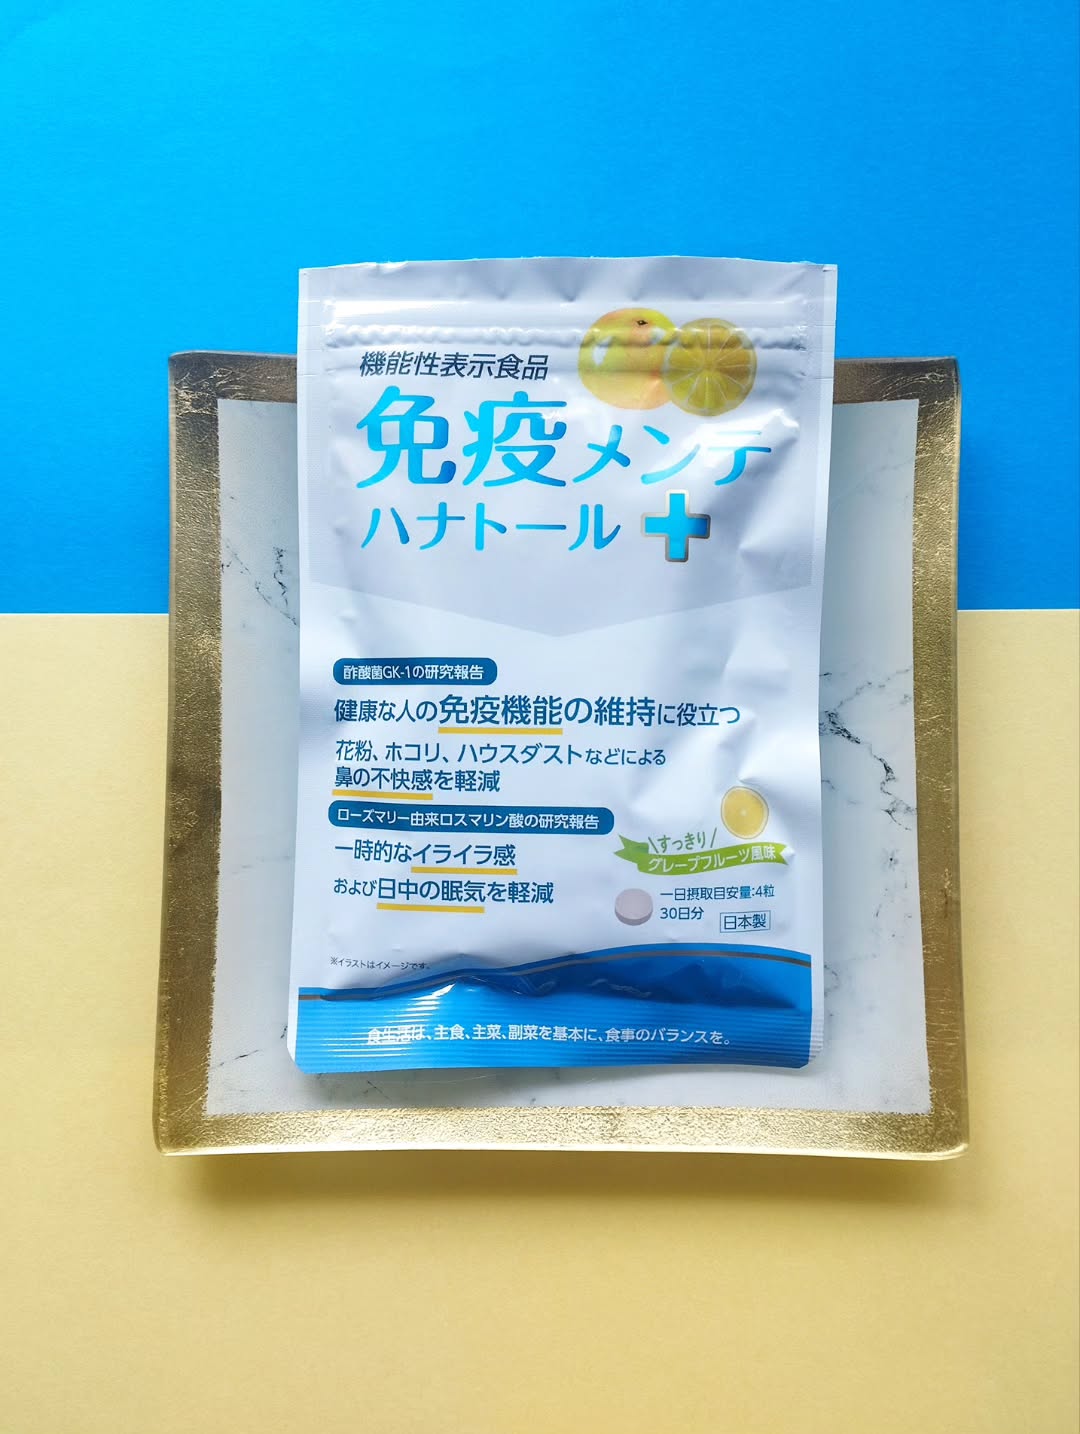 機能性表示食品
免疫メンテ
ハナトール
酢酸菌GK-1の研究報告
健康な人の免疫機能の維持に役立つ
花粉、ホコリ、ハウスダストなどによる
鼻の不快感を軽減
ローズマリー由来ロスマリン酸の研究報告
一時的なイライラ感
および日中の眠気を軽減
すっきり
グレープフルーツ風味
一日摂取目安量:4粒
30日分
日本製
※イラストはイメージです。
食生活は、主食、主菜、副菜を基本に、食事のバランスを。